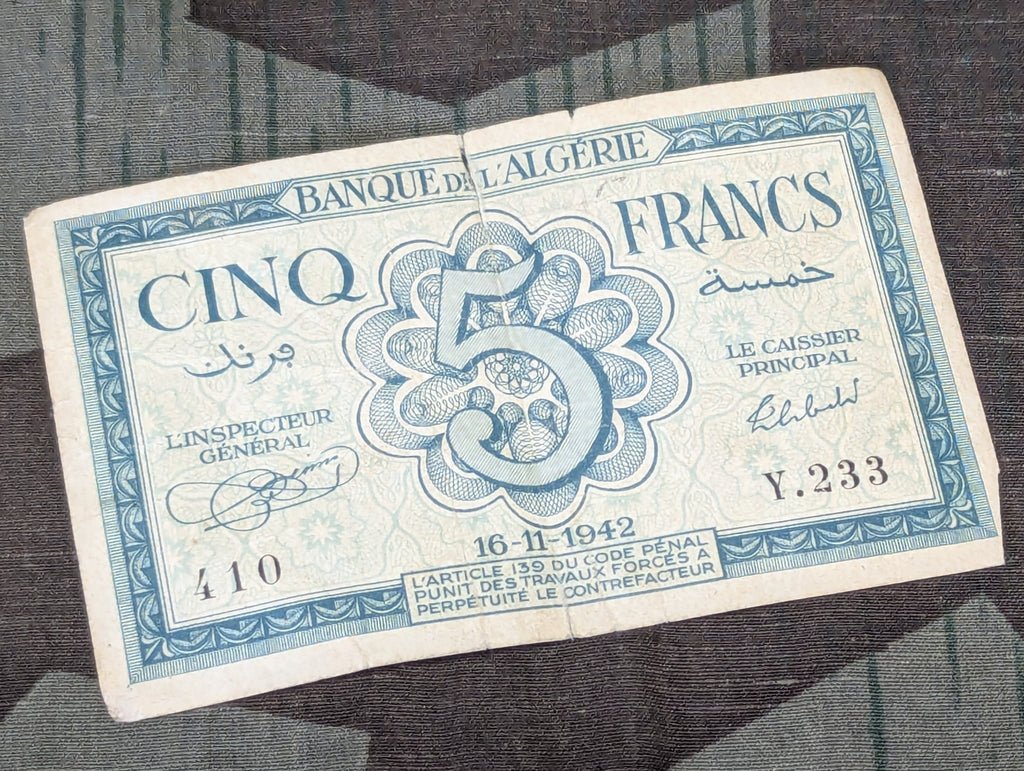 BANQUE DE L'ALGÉRIE
CINQ
FRANCS
5
فرنك
خمسة
L'INSPECTEUR
GÉNÉRAL
LE CAISSIER
PRINCIPAL
410
Y.233
16-11-1942
L'ARTICLE 139 DU CODE PÉNAL
PUNIT DES TRAVAUX FORCÉS A
PERPÉTUITÉ LE CONTREFACTEUR